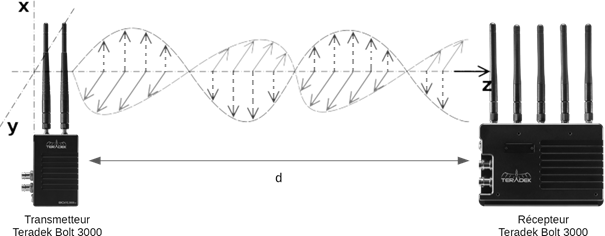 x
y
z
TERADEK
TERADEK
d
Transmetteur
Teradek Bolt 3000
Récepteur
Teradek Bolt 3000